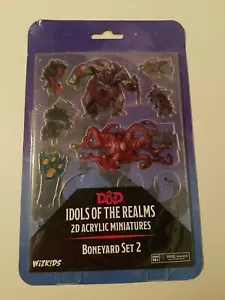 D&D
IDOLS OF THE REALMS
2D ACRYLIC MINIATURES
BONEYARD SET 2
WIZKIDS